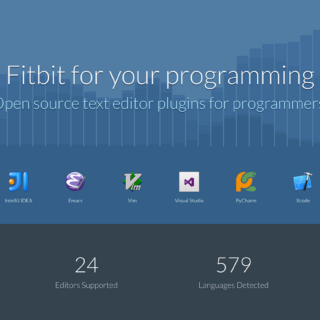 Fitbit for your programming
Open source text editor plugins for programmers
IntelliJ IDEA Emacs Vim Visual Studio PyCharm Xcode
24 579
Editors Supported Languages Detected